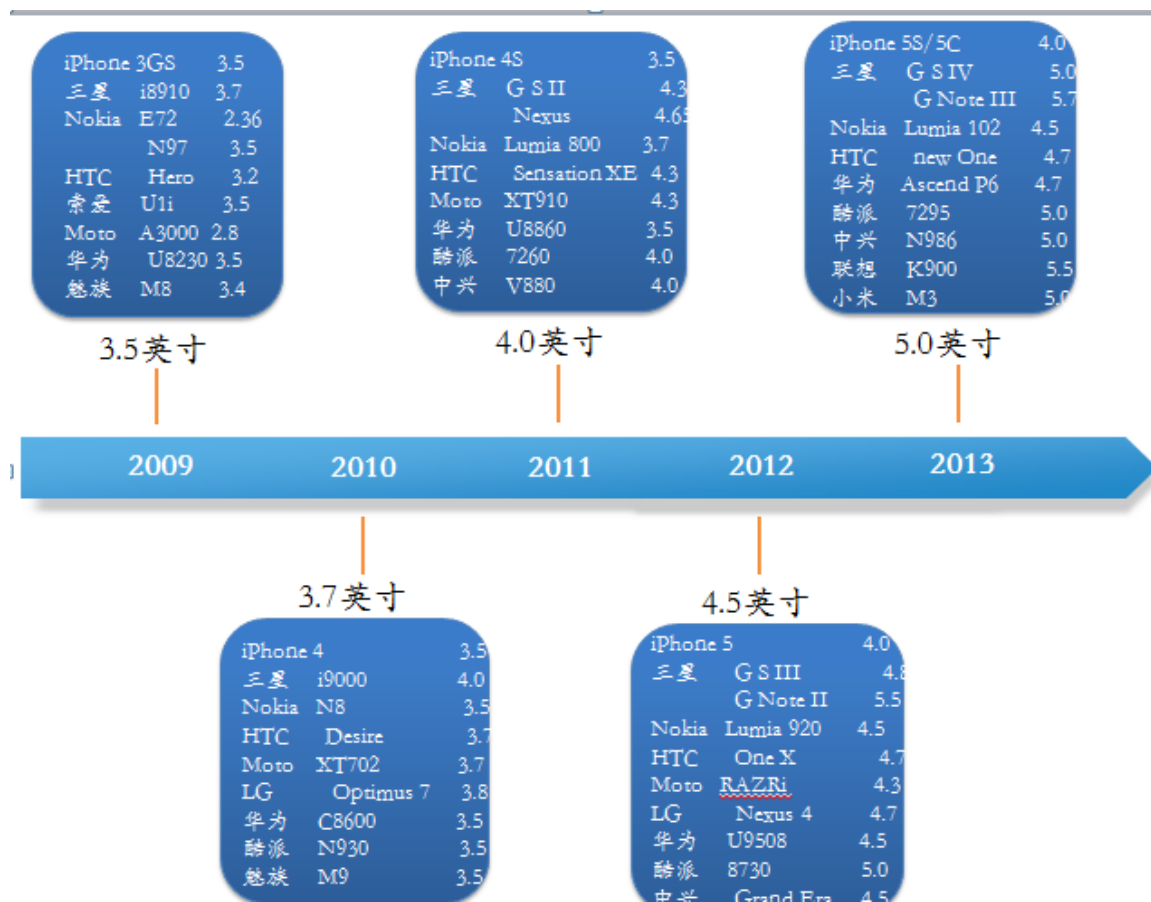 iPhone 3GS 3.5
三星 i8910 3.7
Nokia E72 2.36
N97 3.5
HTC Hero 3.2
索爱 U1i 3.5
Moto A3000 2.8
华为 U8230 3.5
魅族 M8 3.4
3.5英寸
iPhone 4S 3.5
三星 G S II 4.3
Nexus 4.65
Nokia Lumia 800 3.7
HTC Sensation XE 4.3
Moto XT910 4.3
华为 U8860 3.5
酷派 7260 4.0
中兴 V880 4.0
4.0英寸
iPhone 5S/5C 4.0
三星 G S IV 5.0
G Note III 5.7
Nokia Lumia 102 4.5
HTC new One 4.7
华为 Ascend P6 4.7
酷派 7295 5.0
中兴 N986 5.0
联想 K900 5.5
小米 M3 5.0
5.0英寸
2009 2010 2011 2012 2013
3.7英寸
iPhone 4 3.5
三星 i9000 4.0
Nokia N8 3.5
HTC Desire 3.7
Moto XT702 3.7
LG Optimus 7 3.8
华为 C8600 3.5
酷派 N930 3.5
魅族 M9 3.5
4.5英寸
iPhone 5 4.0
三星 G S III 4.8
G Note II 5.5
Nokia Lumia 920 4.5
HTC One X 4.7
Moto RAZRi 4.3
LG Nexus 4 4.7
华为 U9508 4.5
酷派 8730 5.0
中兴 Grand Era 4.5